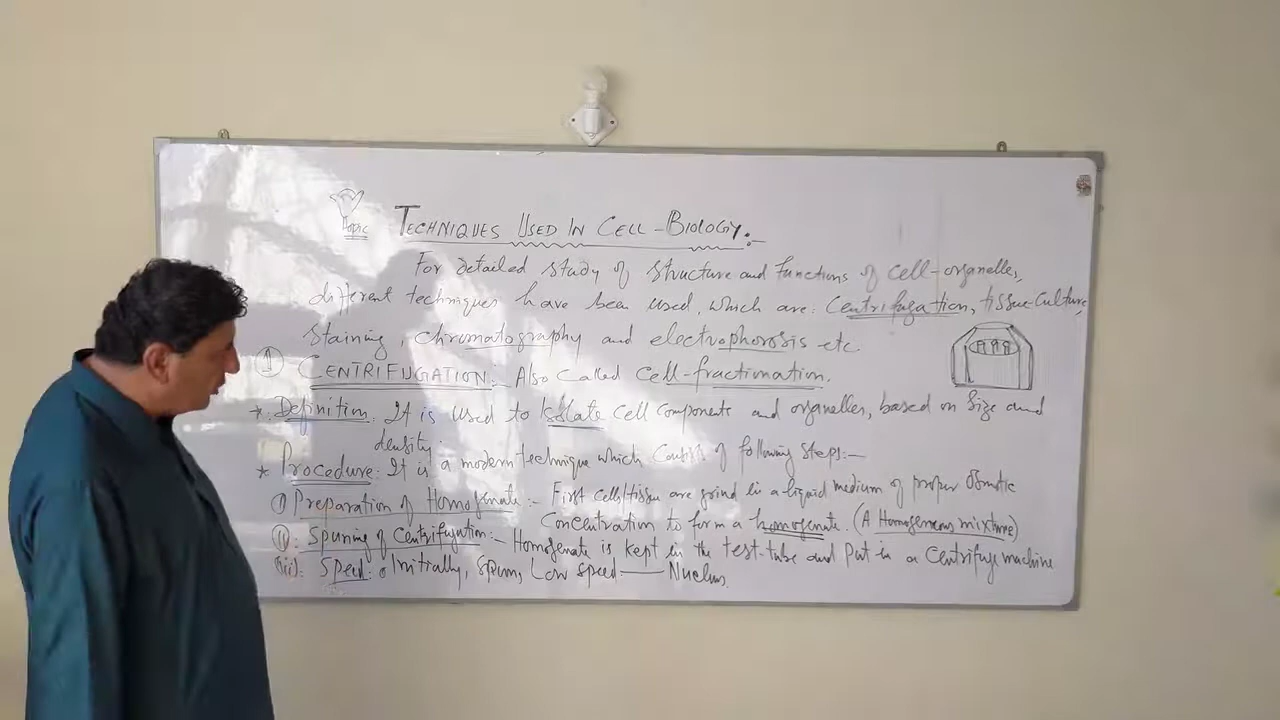 Topic
TECHNIQUES USED IN CELL-BIOLOGY:-
For detailed study of structure and functions of cell-organelles,
different techniques have been used, which are: Centrifugation, tissue culture,
staining, chromatography and electrophorosis etc
① CENTRIFUGATION:- Also Called Cell-fractionation.
* Definition: It is used to Isolate cell components and organelles, based on size and
density.
* Procedure: It is a modern technique which consists of following steps:-
① Preparation of Homogenate:- First cells/tissue are grind in a liquid medium of proper Osmotic
Concentration to form a homogenate. (A Homogeneous mixture)
(ii): Spinning of Centrifugation:- Homogenate is kept in the test-tube and put in a Centrifuge machine
(iii): Speed: Initially, Spun, Low speed — Nucleus.